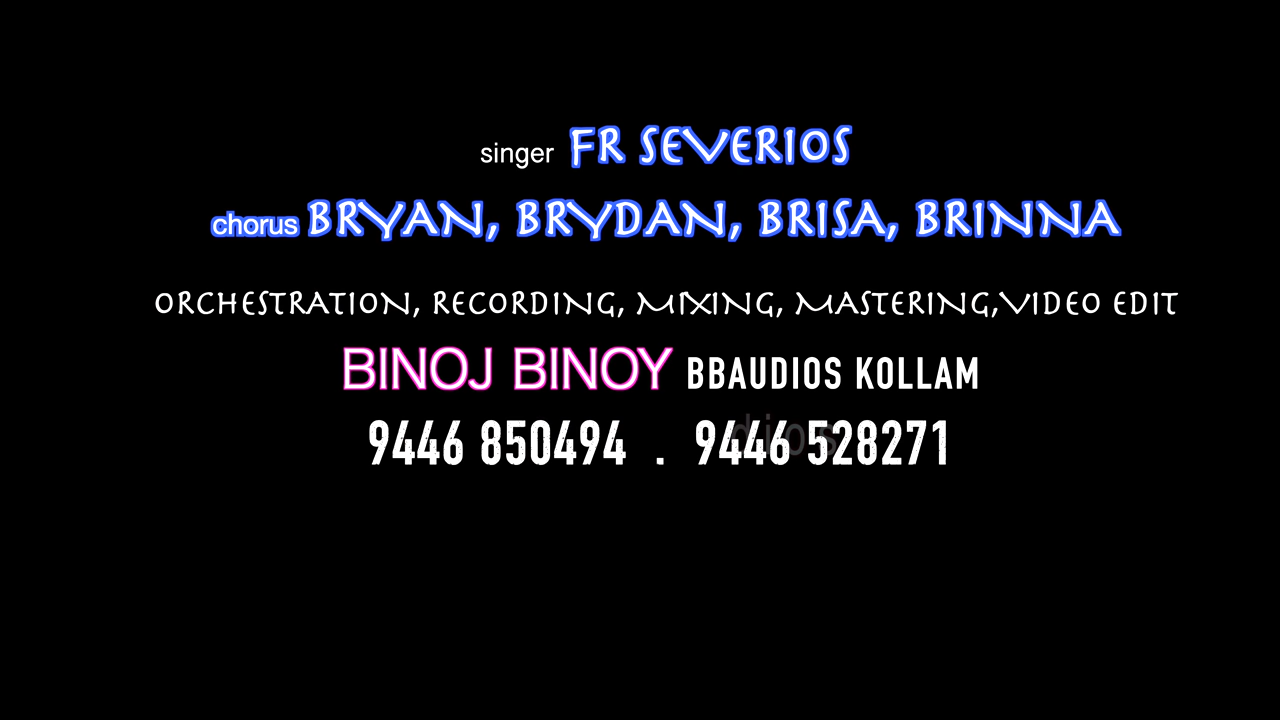 singer FR SEVERIOS
chorus BRYAN, BRYDAN, BRISA, BRINNA
ORCHESTRATION, RECORDING, MIXING, MASTERING,VIDEO EDIT
BINOJ BINOY BBAUDIOS KOLLAM
9446 850494 . 9446 528271
dios